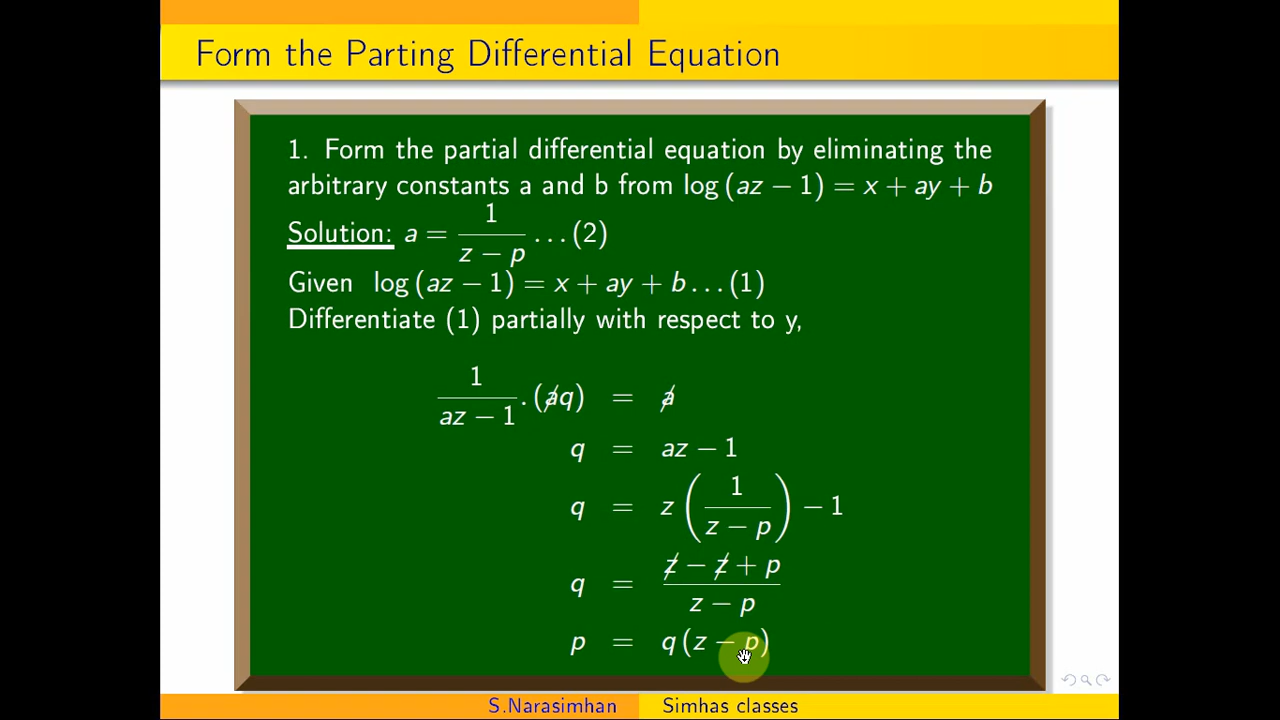 Form the Parting Differential Equation
1. Form the partial differential equation by eliminating the
arbitrary constants a and b from log (az − 1) = x + ay + b
Solution: a = 1/(z − p) ... (2)
Given log (az − 1) = x + ay + b ... (1)
Differentiate (1) partially with respect to y,
1/(az − 1) . (aq) = a
q = az − 1
q = z (1/(z − p)) − 1
q = (z − z + p)/(z − p)
p = q (z − p)
S.Narasimhan Simhas classes